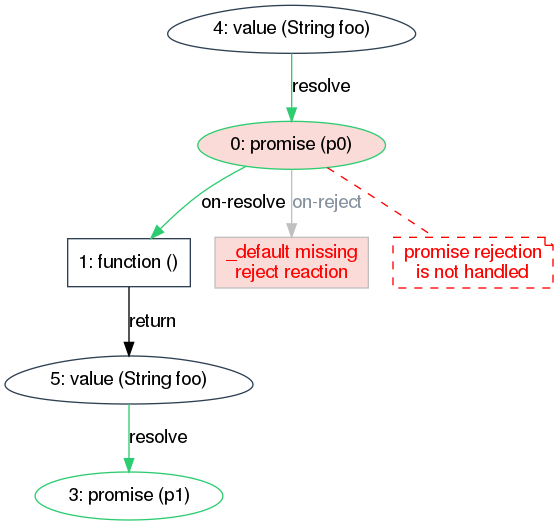 4: value (String foo)
resolve
0: promise (p0)
on-resolve
on-reject
1: function ()
_default missing
reject reaction
promise rejection
is not handled
return
5: value (String foo)
resolve
3: promise (p1)